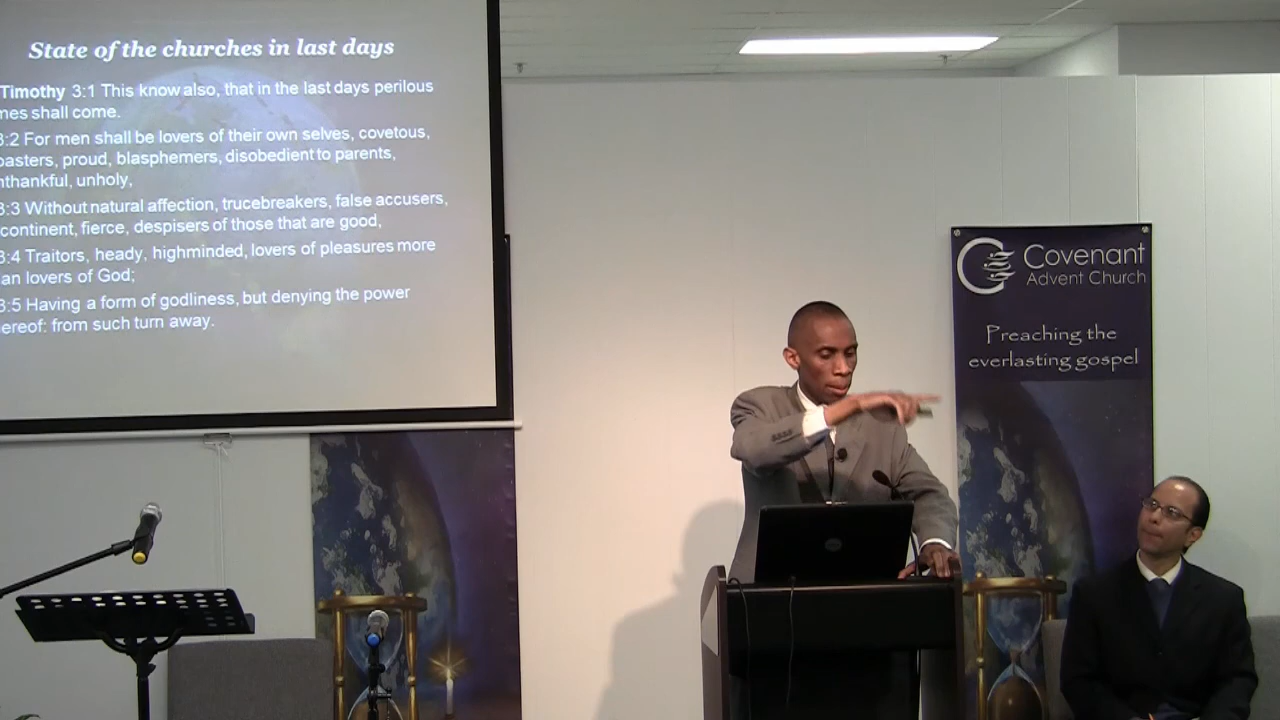 State of the churches in last days
Timothy 3:1 This know also, that in the last days perilous
mes shall come.
3:2 For men shall be lovers of their own selves, covetous,
oasters, proud, blasphemers, disobedient to parents,
nthankful, unholy,
3:3 Without natural affection, trucebreakers, false accusers,
continent, fierce, despisers of those that are good,
3:4 Traitors, heady, highminded, lovers of pleasures more
an lovers of God;
3:5 Having a form of godliness, but denying the power
ereof: from such turn away.
Covenant
Advent Church
Preaching the
everlasting gospel